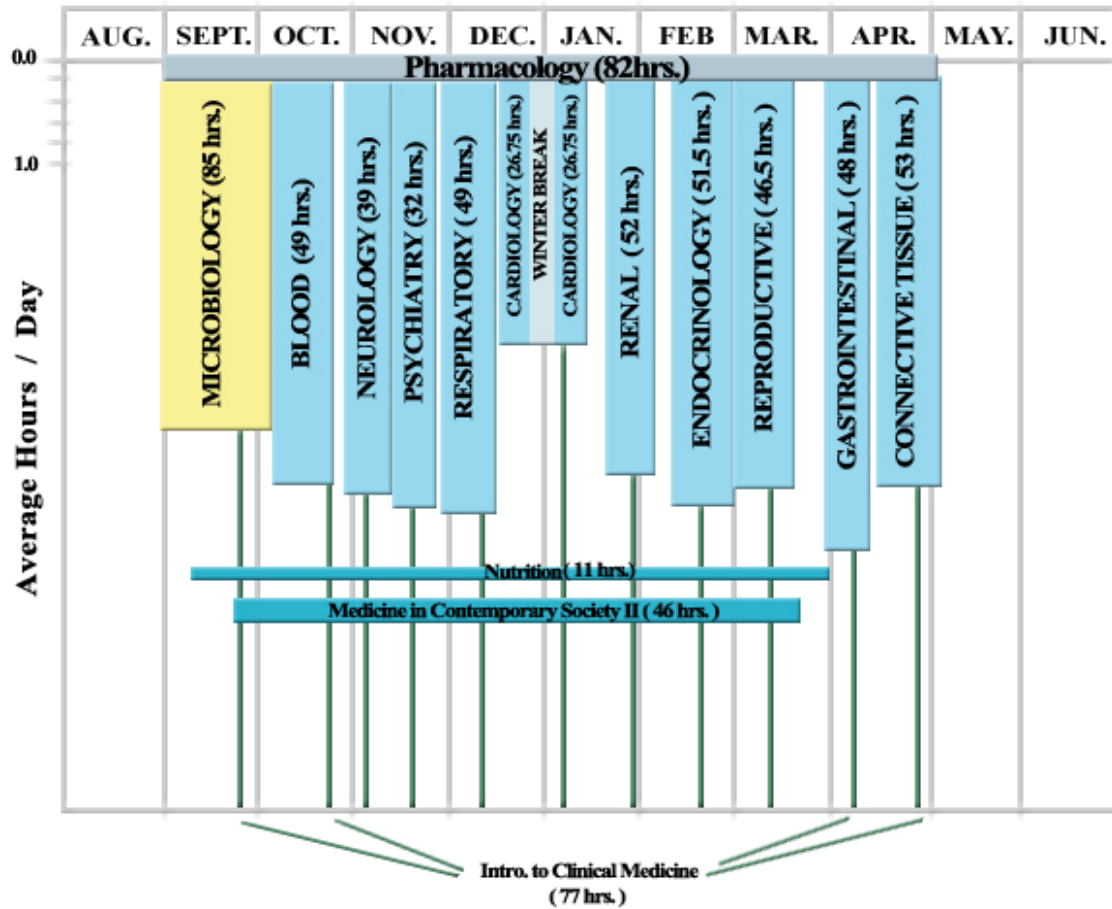 AUG. SEPT. OCT. NOV. DEC. JAN. FEB MAR. APR. MAY. JUN.
0.0
Pharmacology (82hrs.)
1.0
Average Hours / Day
MICROBIOLOGY (85 hrs.)
BLOOD (49 hrs.)
NEUROLOGY (39 hrs.)
PSYCHIATRY (32 hrs.)
RESPIRATORY ( 49 hrs.)
CARDIOLOGY (26.75 hrs.)
WINTER BREAK
CARDIOLOGY (26.75 hrs.)
RENAL ( 52 hrs.)
ENDOCRINOLOGY ( 51.5 hrs.)
REPRODUCTIVE ( 46.5 hrs.)
GASTROINTESTINAL ( 48 hrs.)
CONNECTIVE TISSUE ( 53 hrs.)
Nutrition ( 11 hrs.)
Medicine in Contemporary Society II ( 46 hrs.)
Intro. to Clinical Medicine
( 77 hrs. )